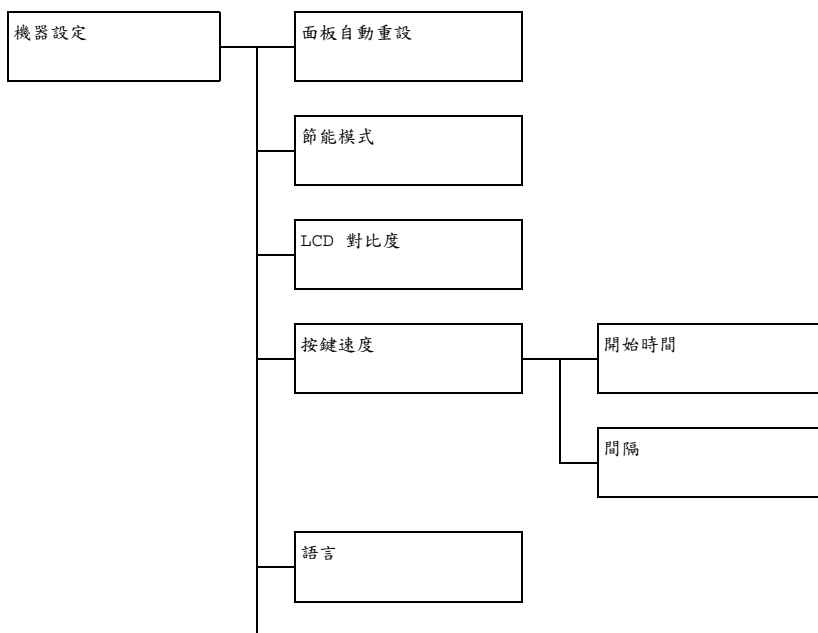 機器設定
面板自動重設
節能模式
LCD 對比度
按鍵速度
開始時間
間隔
語言